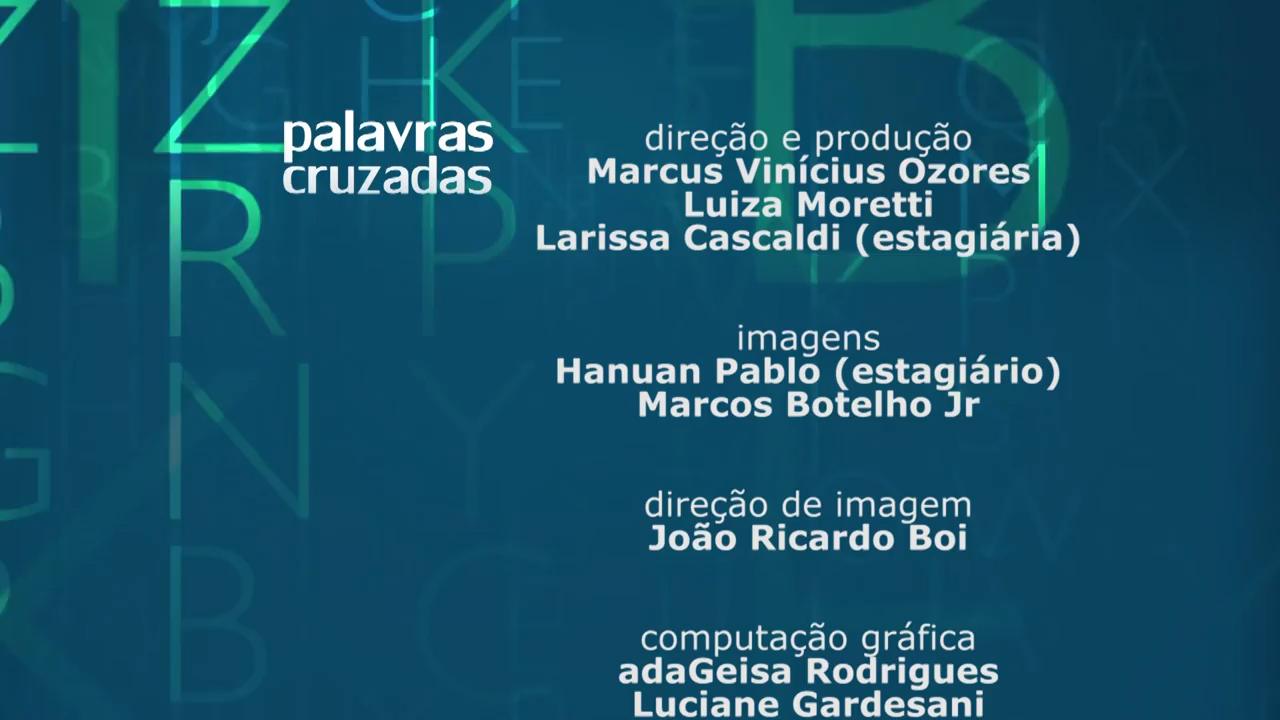 palavras
cruzadas
direção e produção
Marcus Vinícius Ozores
Luiza Moretti
Larissa Cascaldi (estagiária)
imagens
Hanuan Pablo (estagiário)
Marcos Botelho Jr
direção de imagem
João Ricardo Boi
computação gráfica
adaGeisa Rodrigues
Luciane Gardesani